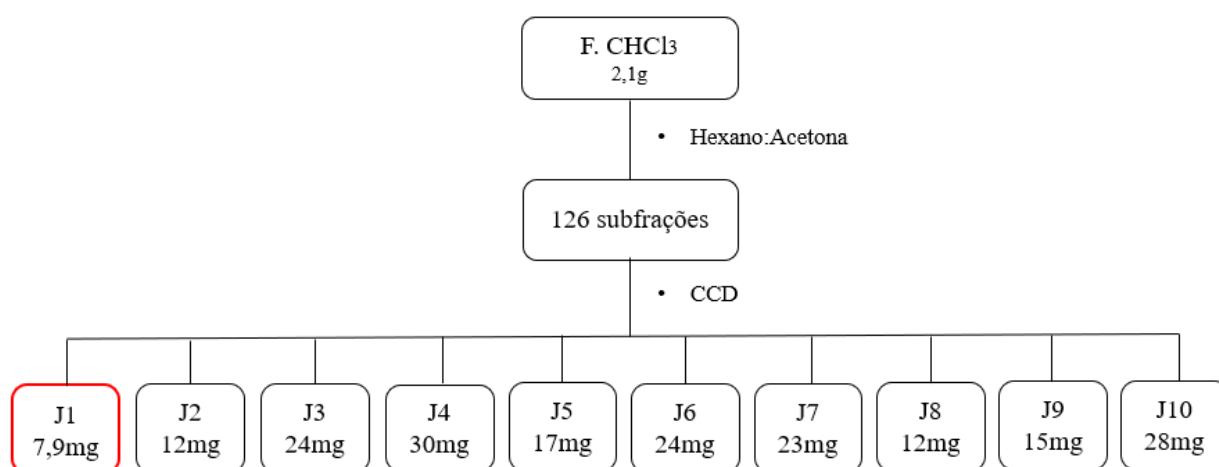 F. CHCl3
2,1g
• Hexano:Acetona
126 subfrações
• CCD
J1
7,9mg
J2
12mg
J3
24mg
J4
30mg
J5
17mg
J6
24mg
J7
23mg
J8
12mg
J9
15mg
J10
28mg